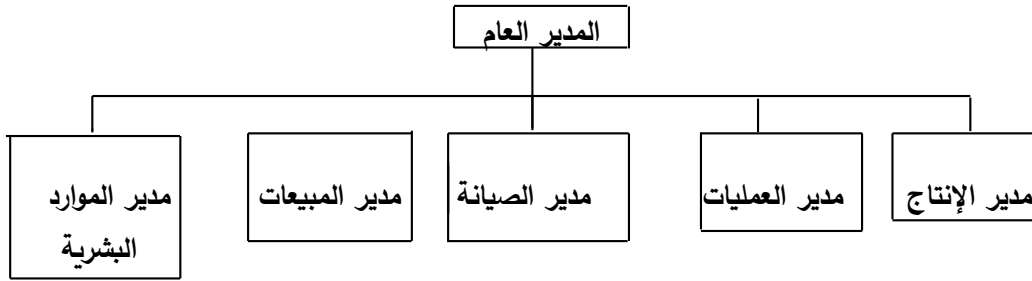 المدير العام
مدير الإنتاج
مدير العمليات
مدير الصيانة
مدير المبيعات
مدير الموارد
البشرية